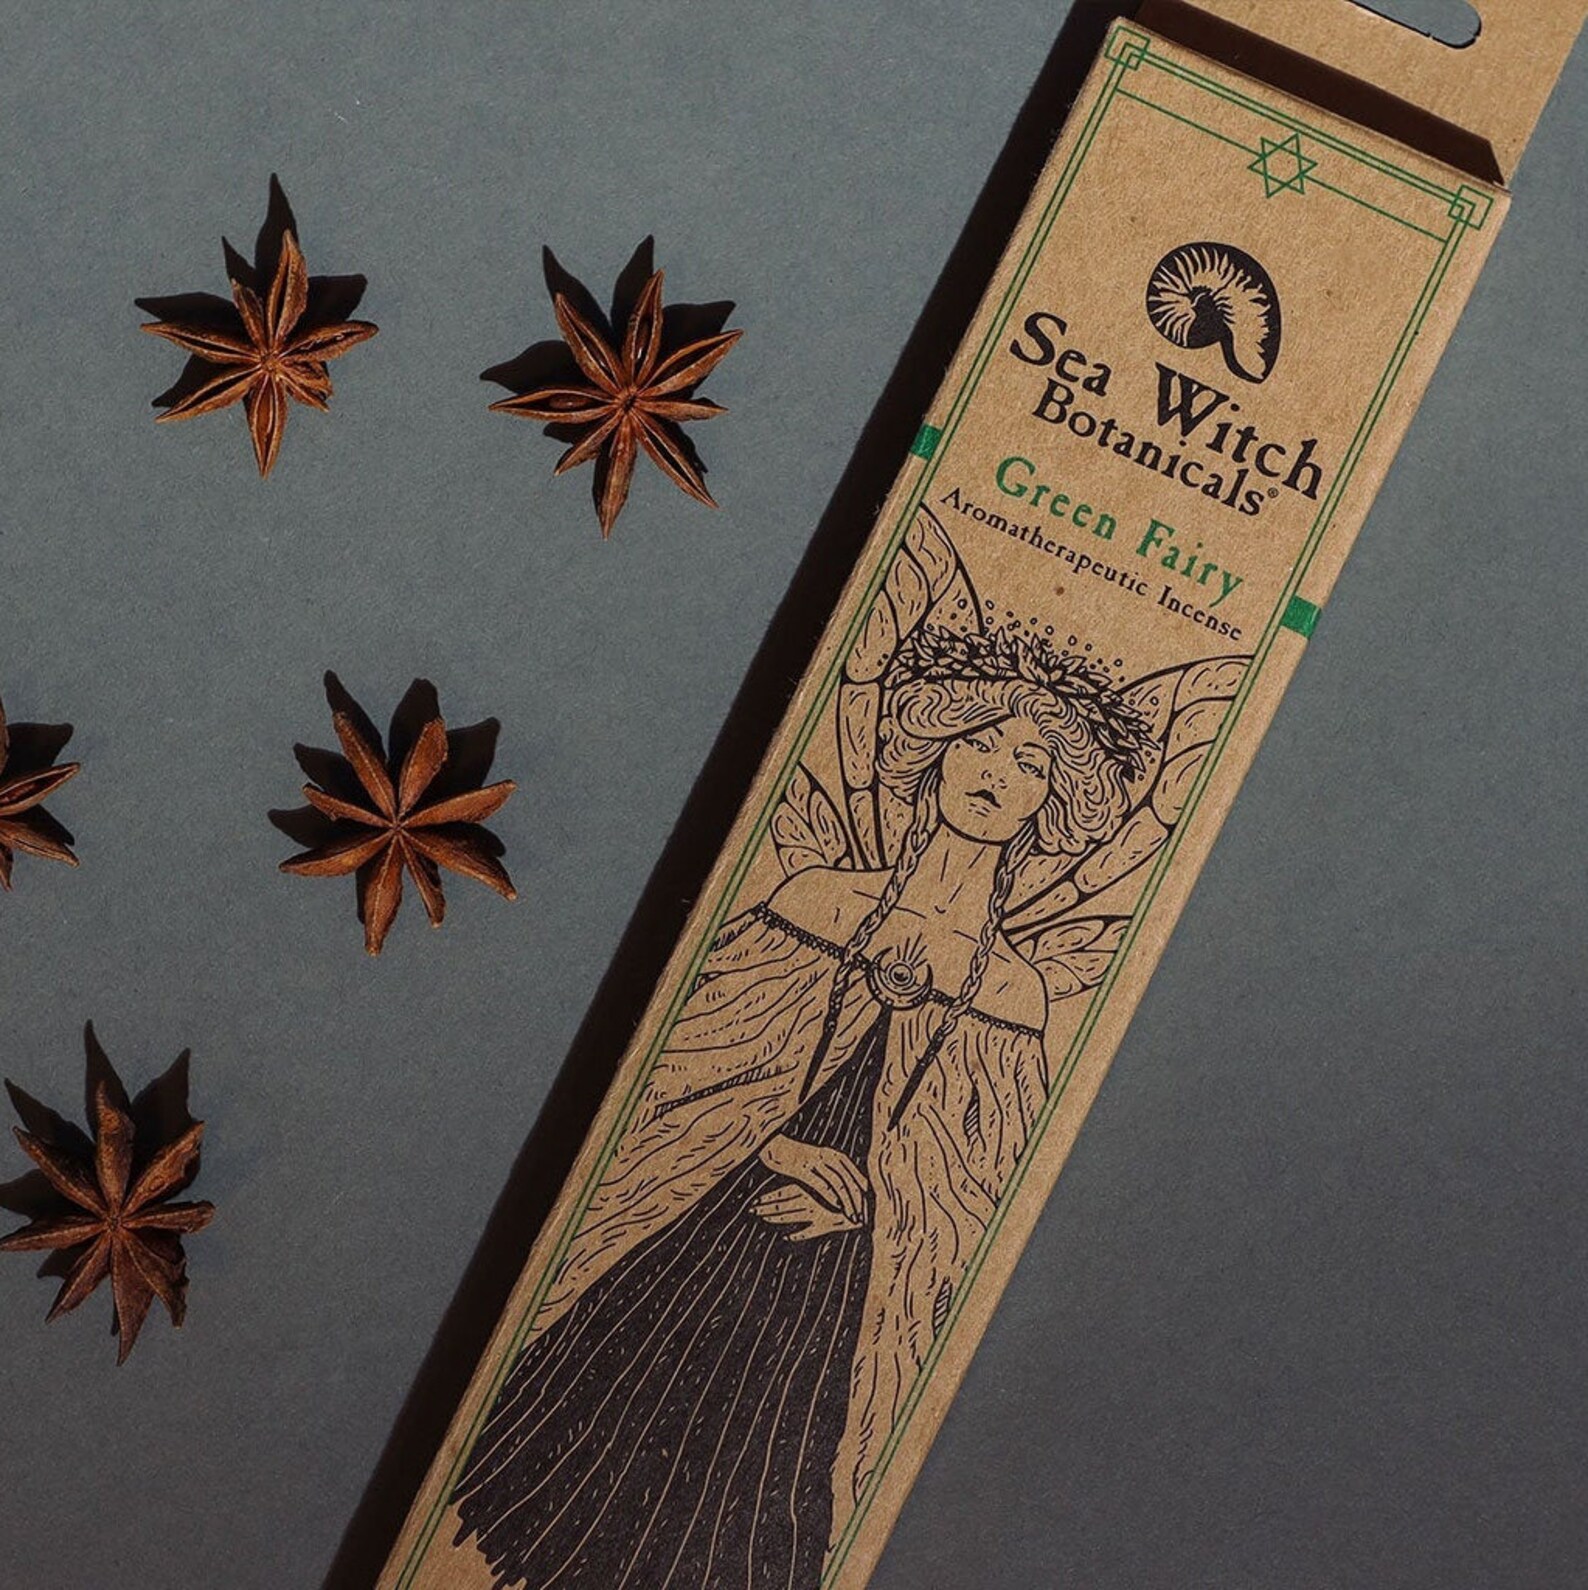 Sea Witch
Botanicals®
Green Fairy
Aromatherapeutic Incense